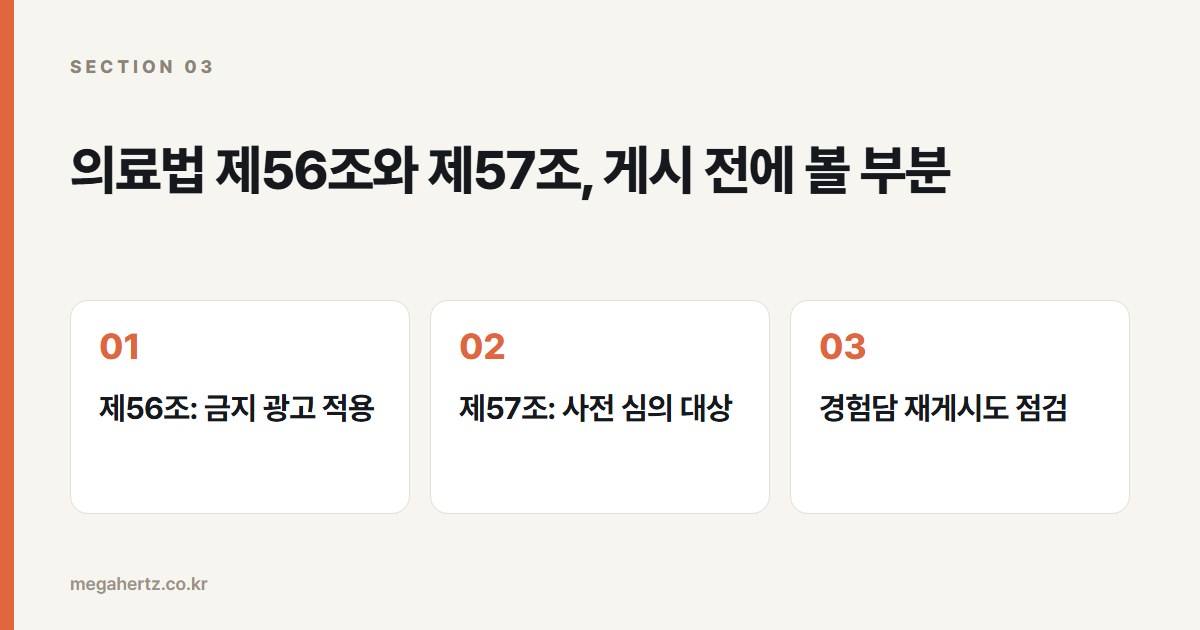 SECTION 03
의료법 제56조와 제57조, 게시 전에 볼 부분
01
제56조: 금지 광고 적용
02
제57조: 사전 심의 대상
03
경험담 재게시도 점검
megahertz.co.kr